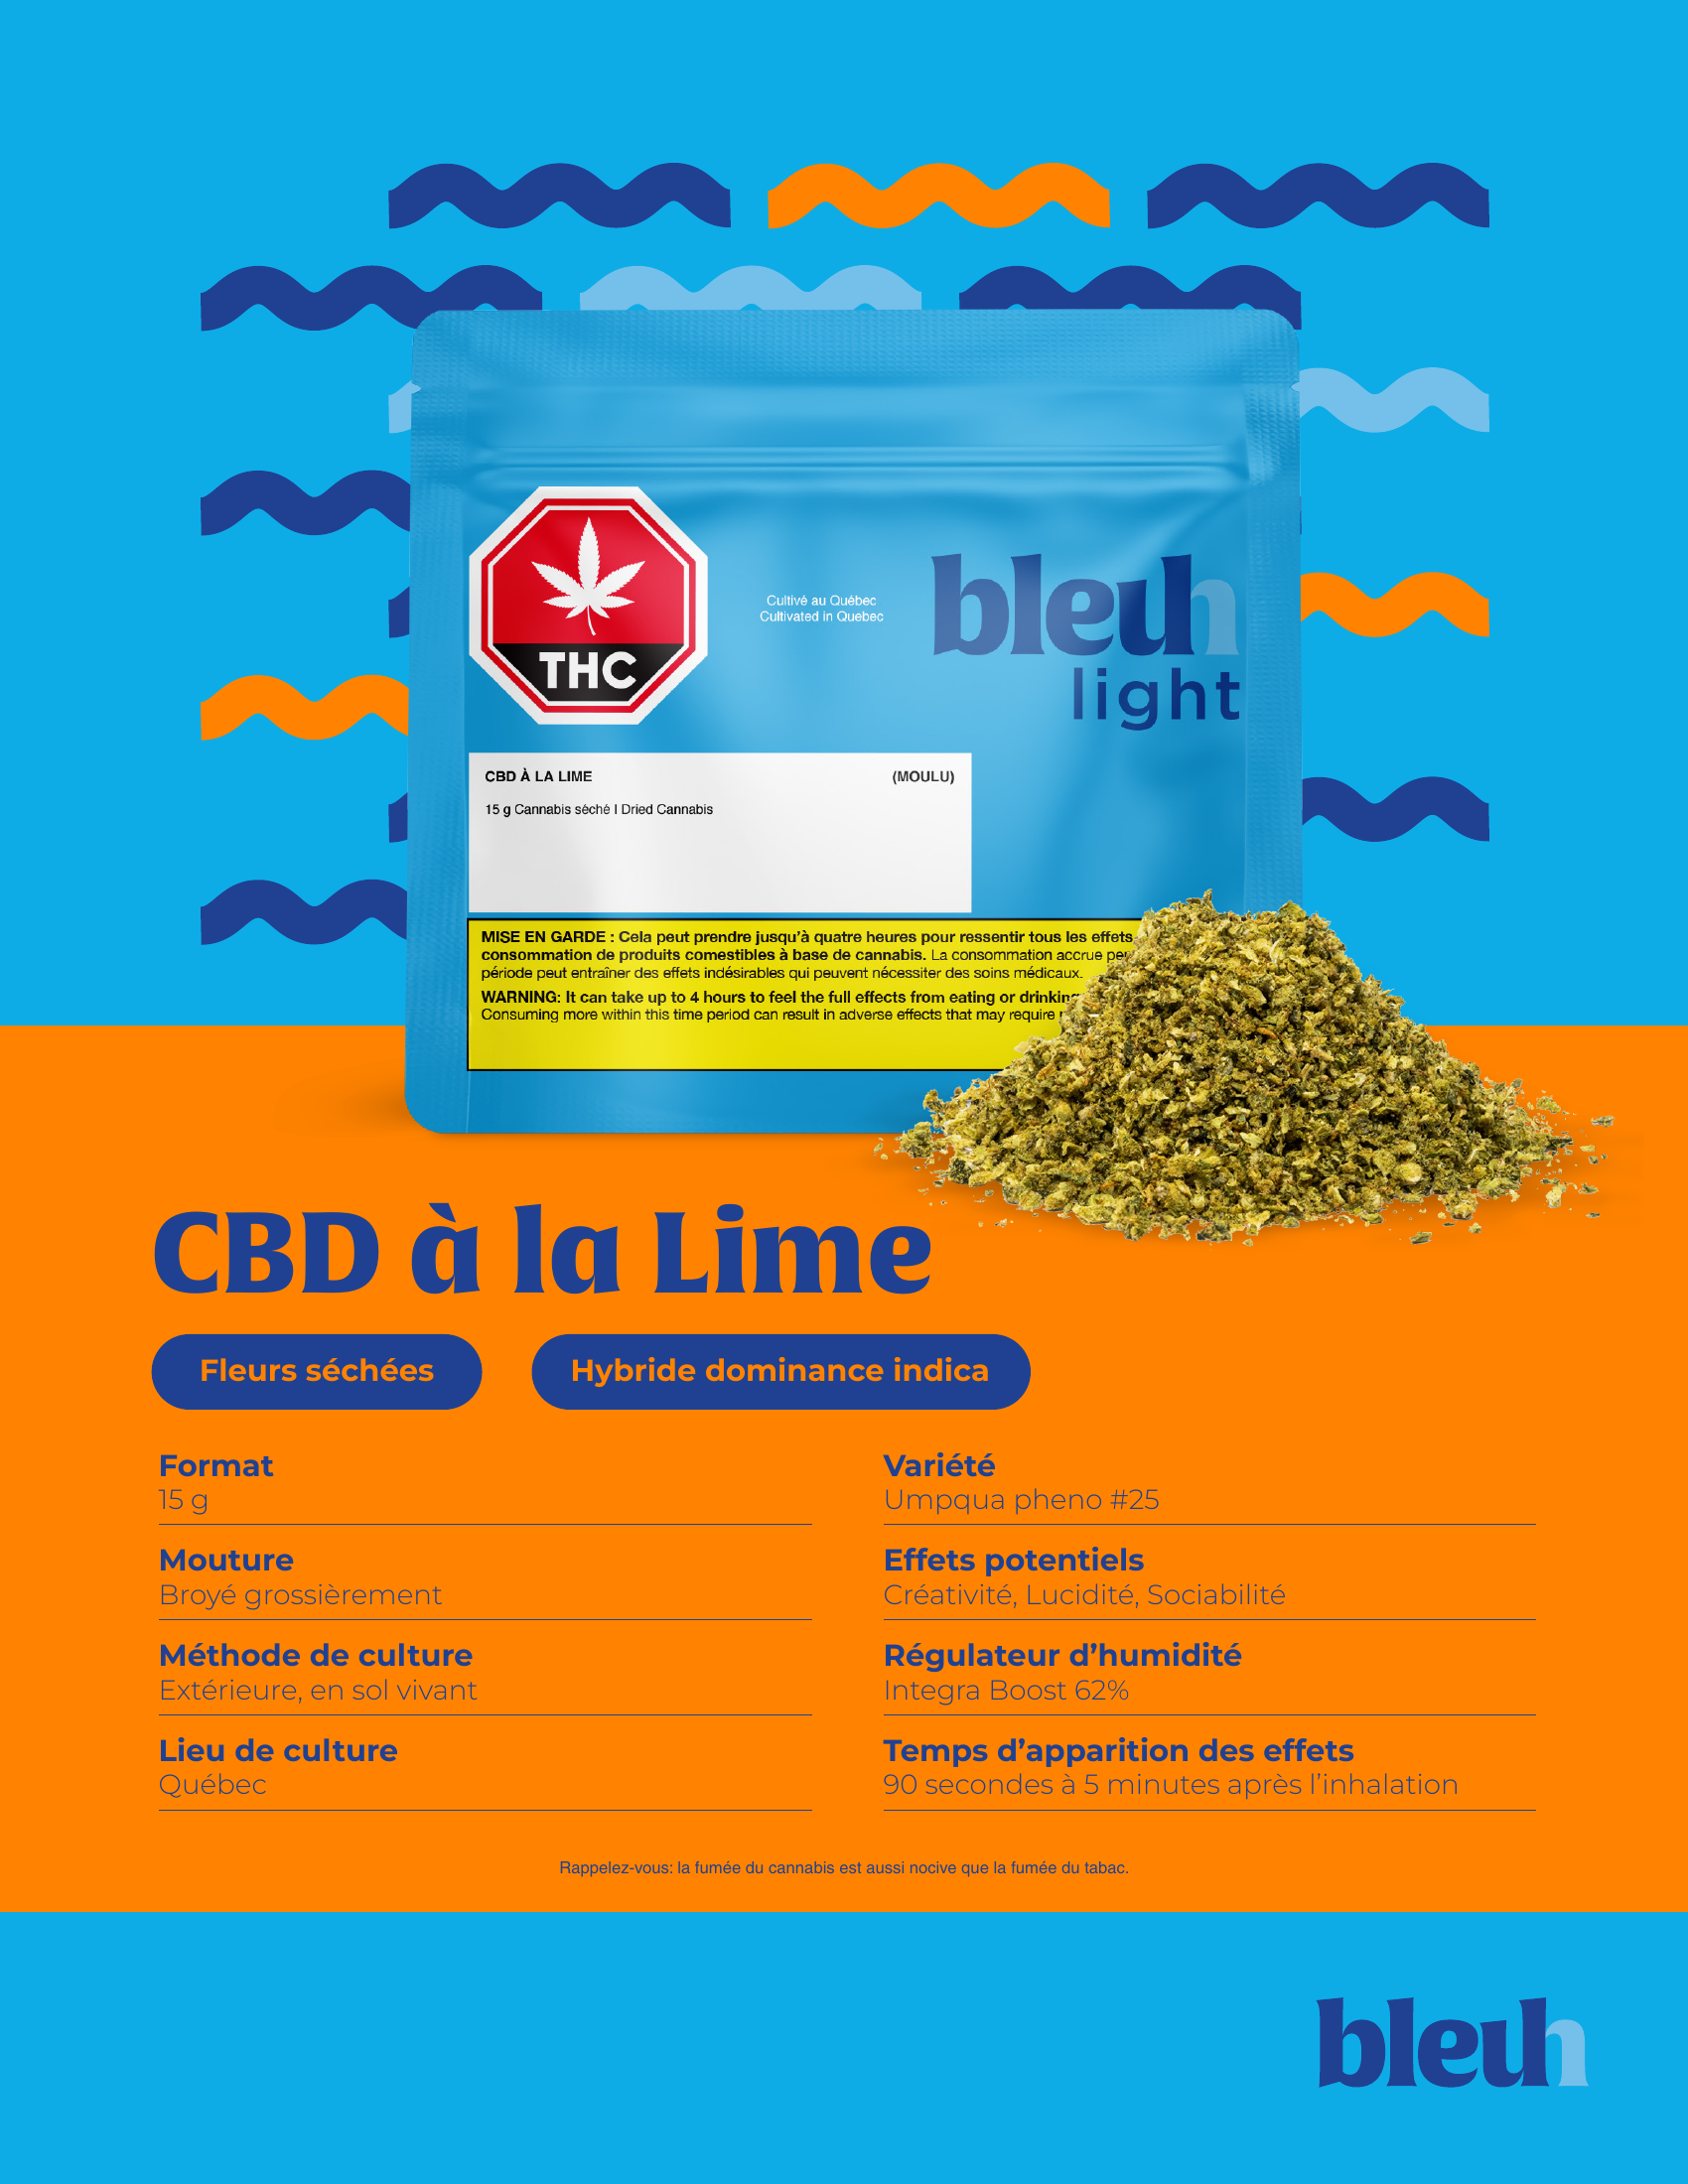 THC
Cultivé au Québec
Cultivated in Quebec
bleuh
light
CBD À LA LIME (MOULU)
15 g Cannabis séché I Dried Cannabis
MISE EN GARDE : Cela peut prendre jusqu'à quatre heures pour ressentir tous les effets
consommation de produits comestibles à base de cannabis. La consommation accrue
période peut entraîner des effets indésirables qui peuvent nécessiter des soins médicaux.
WARNING: It can take up to 4 hours to feel the full effects from eating or drinking
Consuming more within this time period can result in adverse effects that may require
CBD à la Lime
Fleurs séchées
Hybride dominance indica
Format
15 g
Mouture
Broyé grossièrement
Méthode de culture
Extérieure, en sol vivant
Lieu de culture
Québec
Variété
Umpqua pheno #25
Effets potentiels
Créativité, Lucidité, Sociabilité
Régulateur d'humidité
Integra Boost 62%
Temps d'apparition des effets
90 secondes à 5 minutes après l'inhalation
Rappelez-vous: la fumée du cannabis est aussi nocive que la fumée du tabac.
bleuh